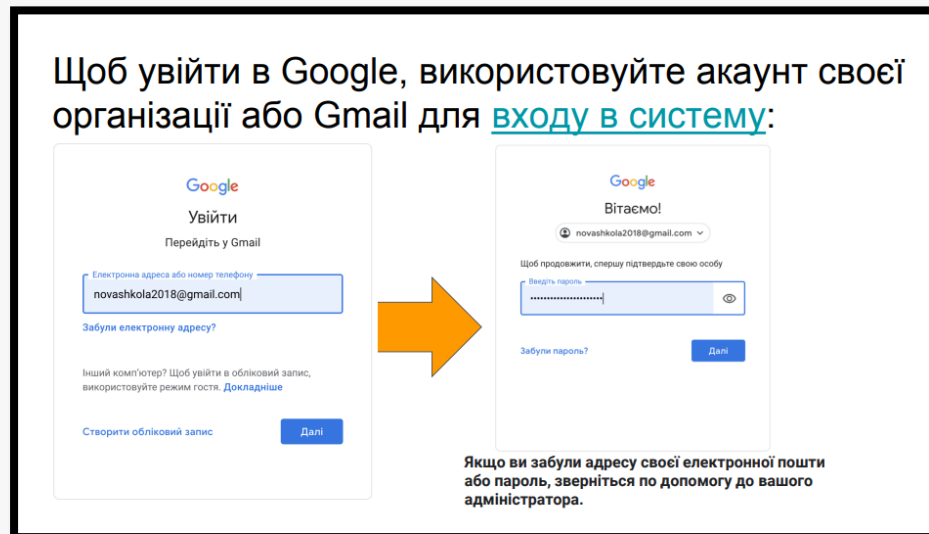 Щоб увійти в Google, використовуйте акаунт своєї
організації або Gmail для входу в систему:
Google
Увійти
Перейдіть у Gmail
Електронна адреса або номер телефону
novashkola2018@gmail.com
Забули електронну адресу?
Інший комп'ютер? Щоб увійти в обліковий запис,
використовуйте режим гостя. Докладніше
Створити обліковий запис
Далі
Google
Вітаємо!
novashkola2018@gmail.com
Щоб продовжити, спершу підтвердьте свою особу
Введіть пароль
Забули пароль?
Далі
Якщо ви забули адресу своєї електронної пошти
або пароль, зверніться по допомогу до вашого
адміністратора.